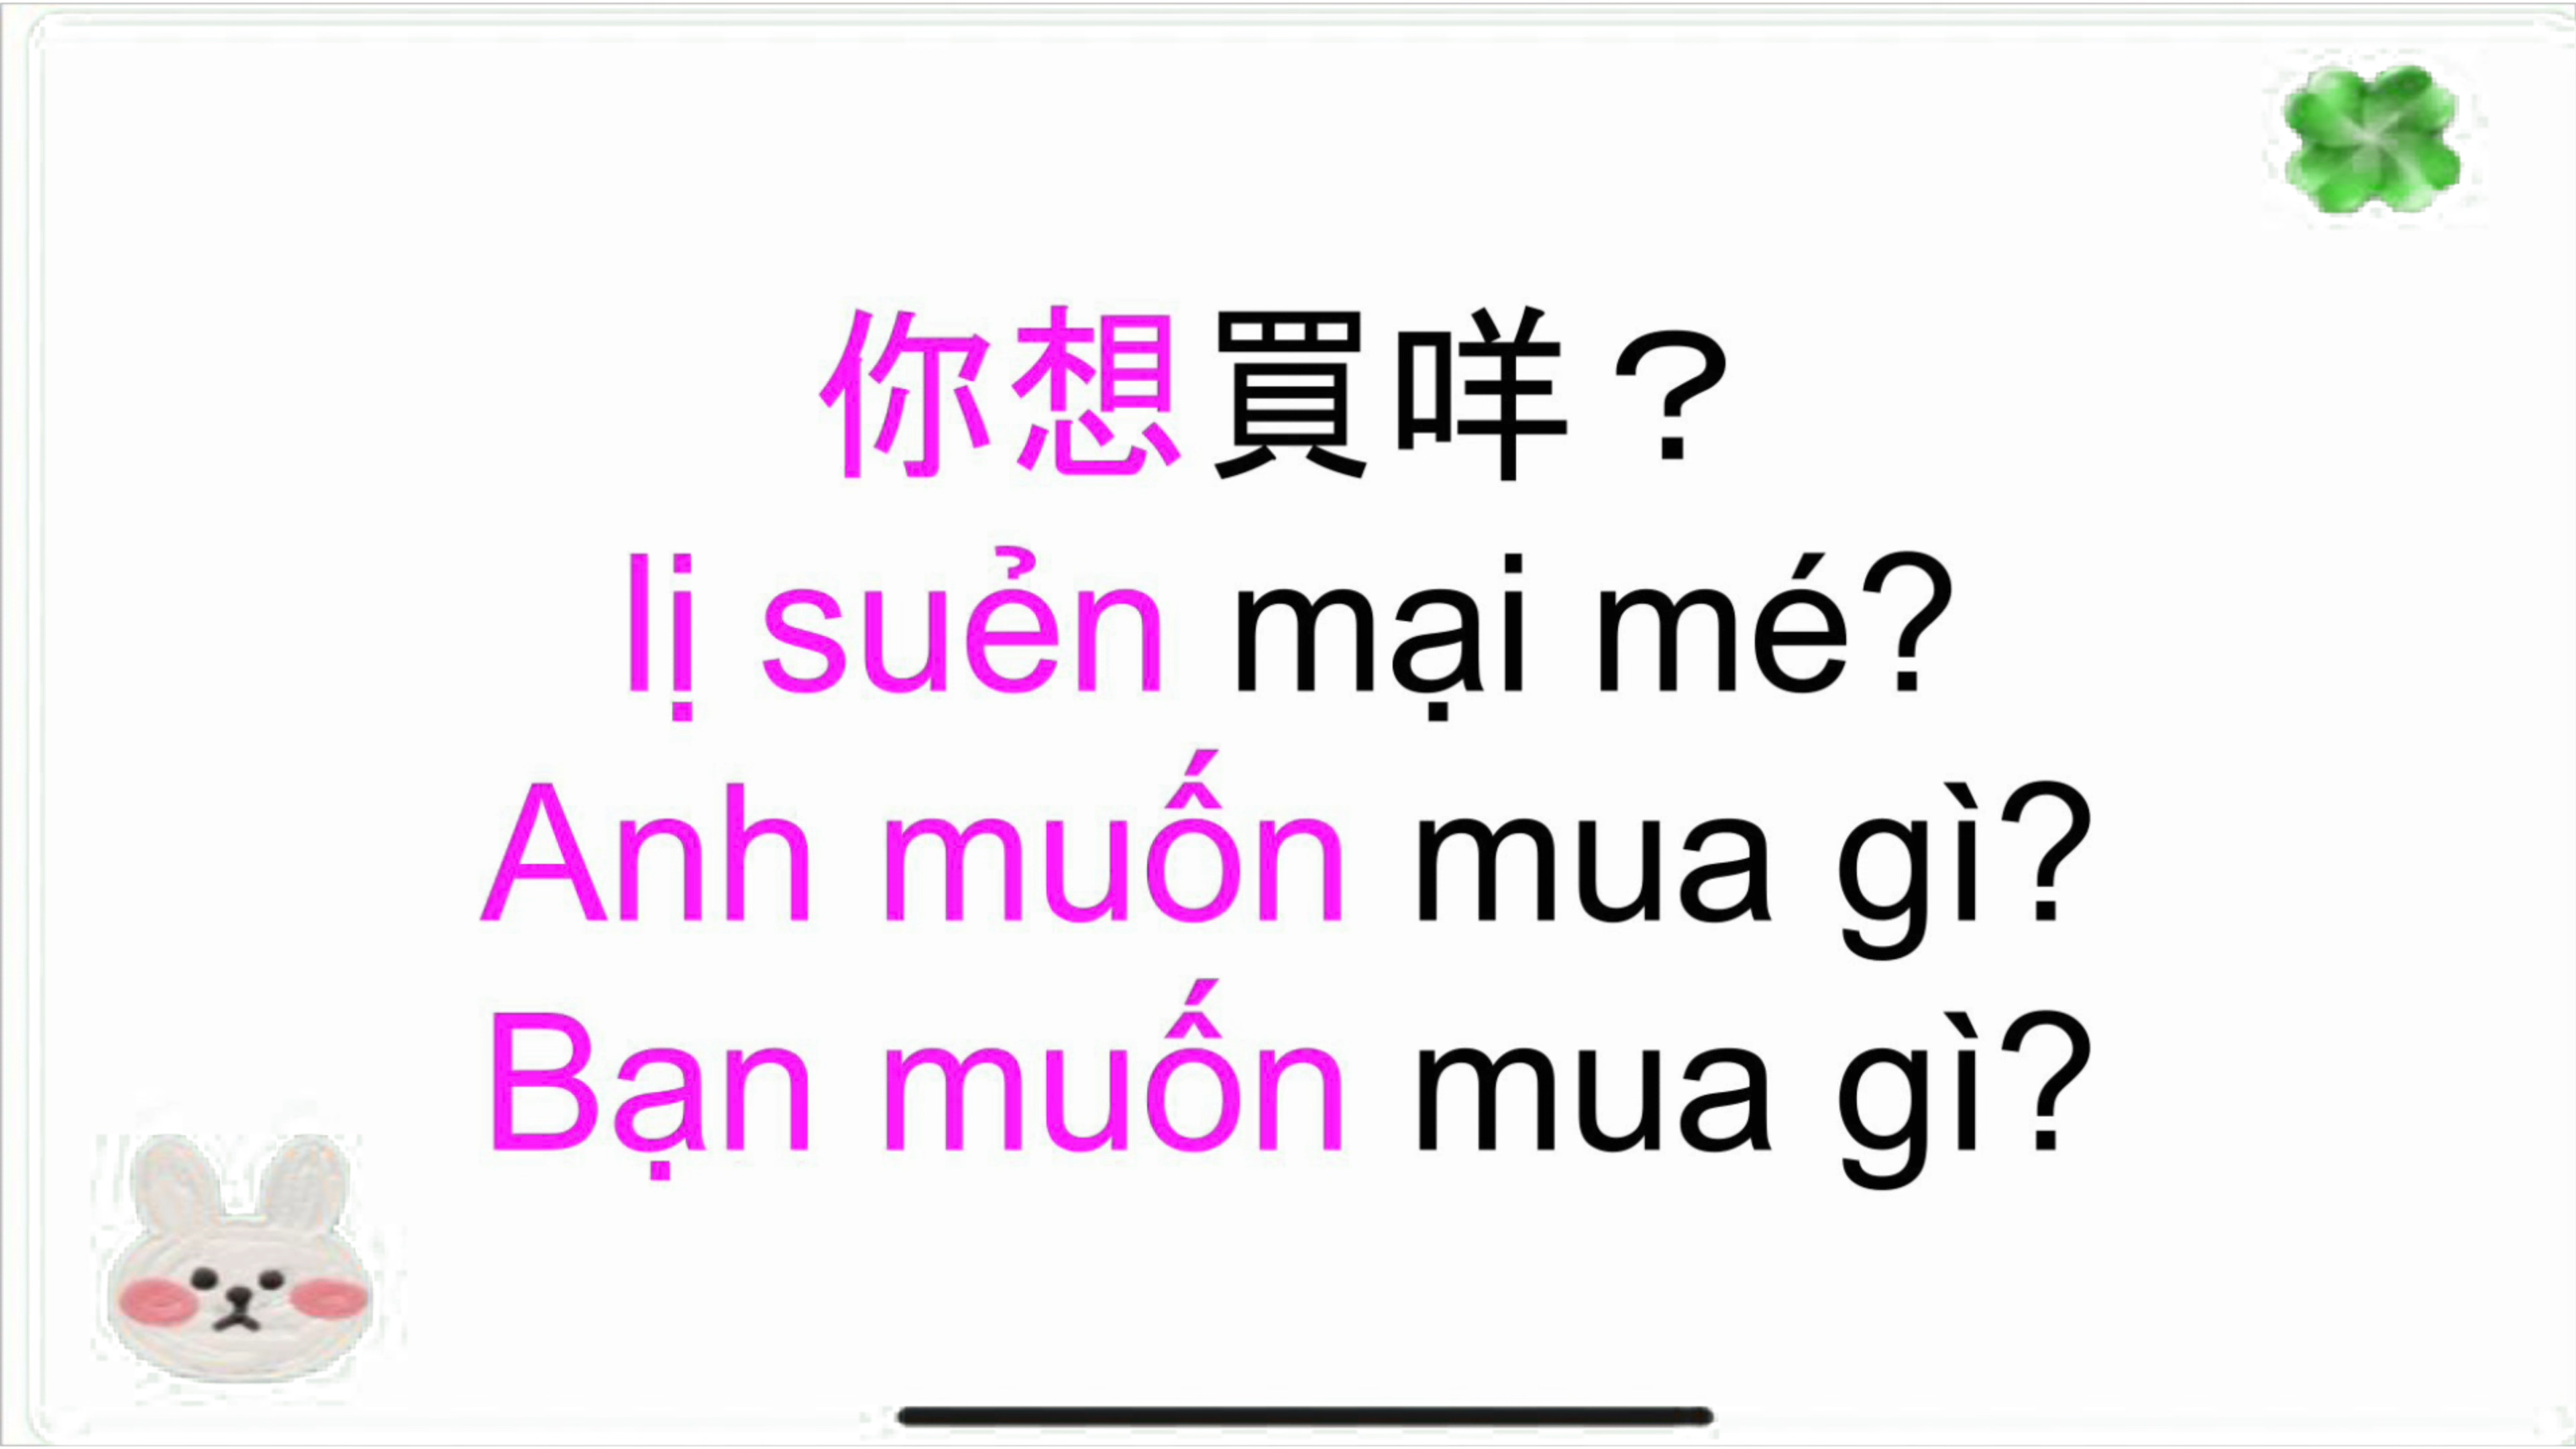 你想買咩？
lị suẻn mại mé?
Anh muốn mua gì?
Bạn muốn mua gì?